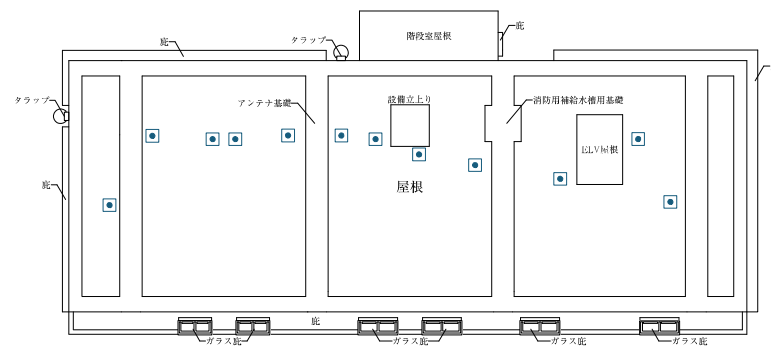 庇
階段室屋根
庇
タラップ
タラップ
アンテナ基礎
設備立上り
消防用補給水槽用基礎
ELV屋根
庇
屋根
庇
ガラス庇
ガラス庇
ガラス庇
ガラス庇